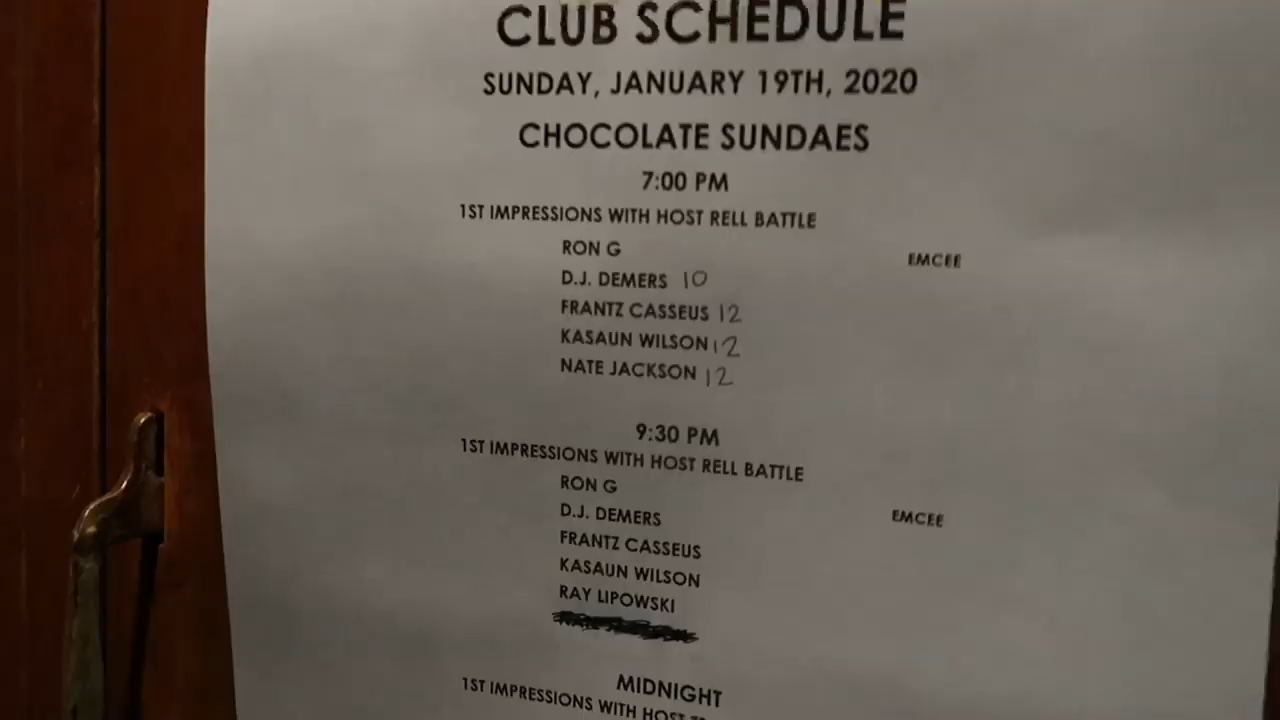 CLUB SCHEDULE
SUNDAY, JANUARY 19TH, 2020
CHOCOLATE SUNDAES
7:00 PM
1ST IMPRESSIONS WITH HOST RELL BATTLE
RON G EMCEE
D.J. DEMERS 10
FRANTZ CASSEUS 12
KASAUN WILSON 12
NATE JACKSON 12
9:30 PM
1ST IMPRESSIONS WITH HOST RELL BATTLE
RON G EMCEE
D.J. DEMERS
FRANTZ CASSEUS
KASAUN WILSON
RAY LIPOWSKI
MIDNIGHT
1ST IMPRESSIONS WITH HOST